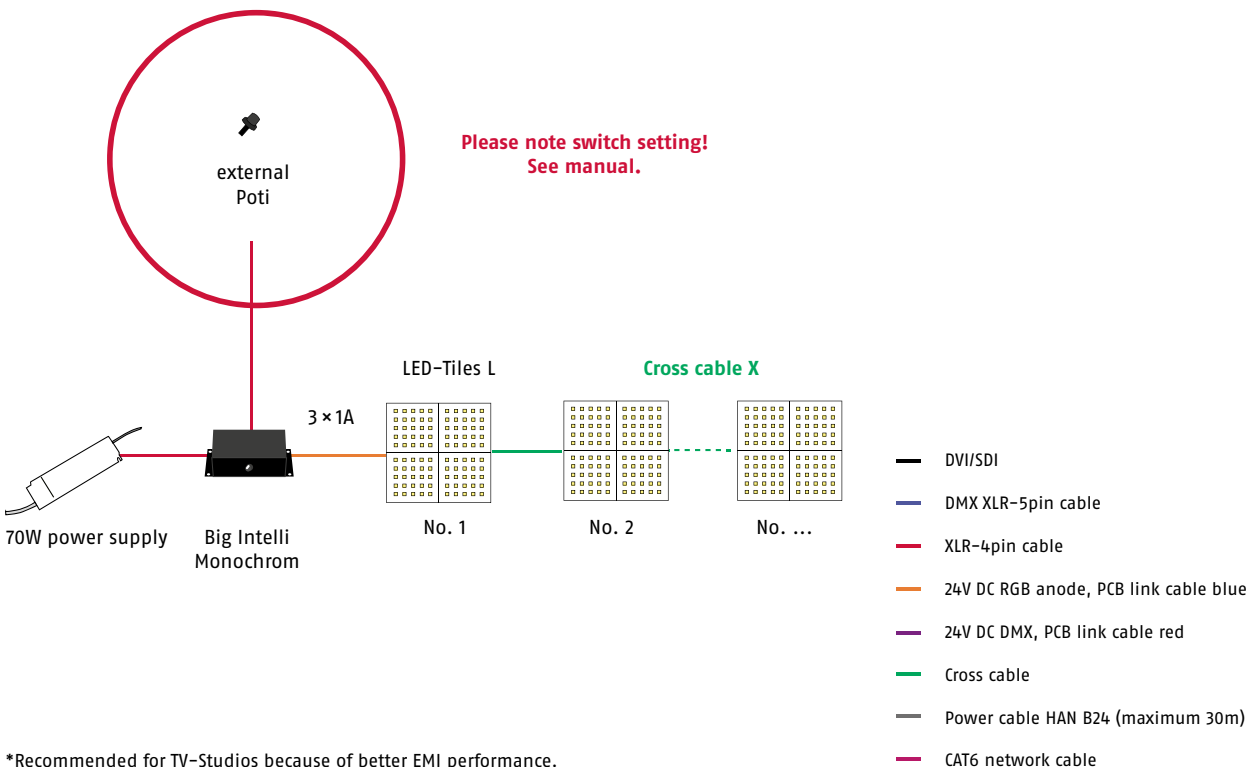 external
Poti
Please note switch setting!
See manual.
LED-Tiles L
Cross cable X
3 × 1A
70W power supply
Big Intelli
Monochrom
No. 1
No. 2
No. ...
DVI/SDI
DMX XLR-5pin cable
XLR-4pin cable
24V DC RGB anode, PCB link cable blue
24V DC DMX, PCB link cable red
Cross cable
Power cable HAN B24 (maximum 30m)
CAT6 network cable
*Recommended for TV-Studios because of better EMI performance.